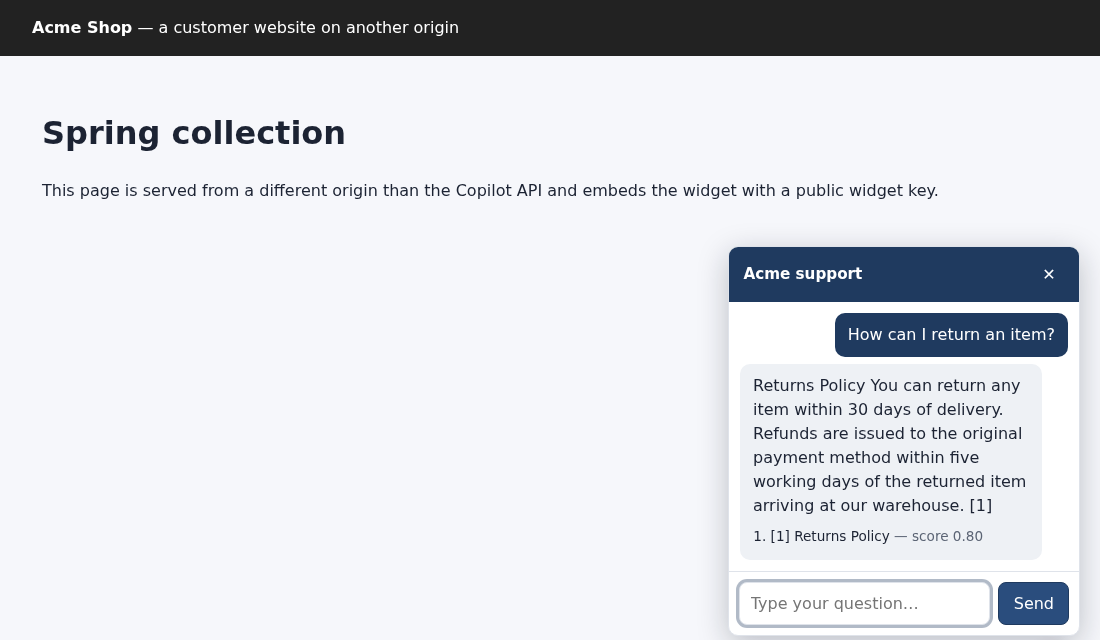 Acme Shop — a customer website on another origin
Spring collection
This page is served from a different origin than the Copilot API and embeds the widget with a public widget key.
Acme support ✕
How can I return an item?
Returns Policy You can return any
item within 30 days of delivery.
Refunds are issued to the original
payment method within five
working days of the returned item
arriving at our warehouse. [1]
1. [1] Returns Policy — score 0.80
Type your question...
Send